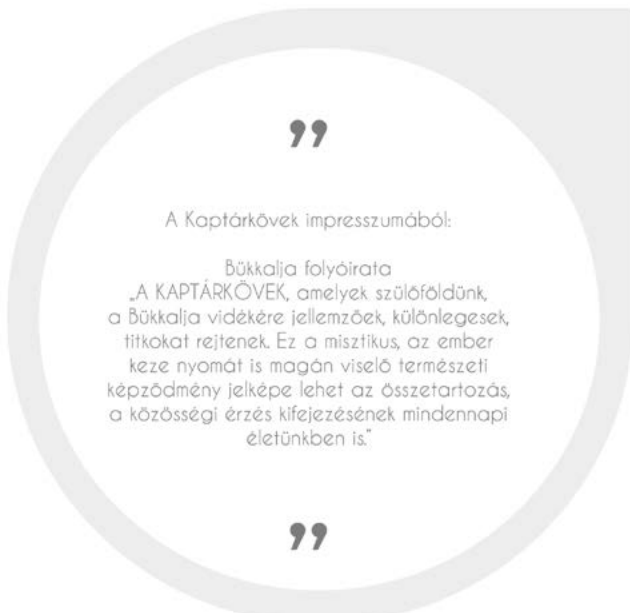 ”
A Kaptárkövek impresszumából:
Bükkalja folyóirata
„A KAPTÁRKÖVEK, amelyek szülőföldünk,
a Bükkalja vidékére jellemzőek, különlegesek,
titkokat rejtenek. Ez a misztikus, az ember
keze nyomát is magán viselő természeti
képződmény jelképe lehet az összetartozás,
a közösségi érzés kifejezésének mindennapi
életünkben is.”
”